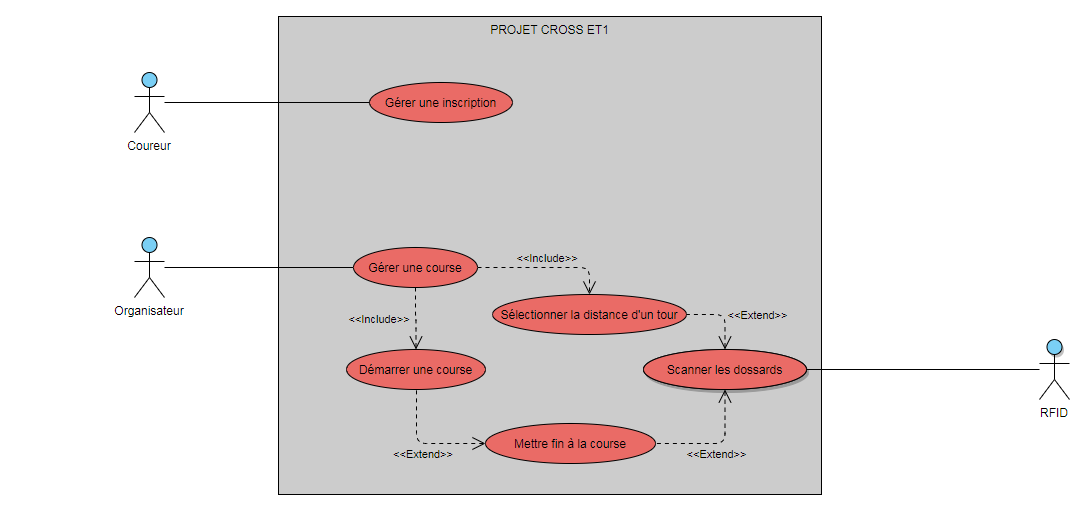 PROJET CROSS ET1
Gérer une inscription
Coureur
Gérer une course
<<Include>>
Organisateur
Sélectionner la distance d'un tour
<<Include>>
<<Extend>>
Démarrer une course
Scanner les dossards
RFID
Mettre fin à la course
<<Extend>>
<<Extend>>